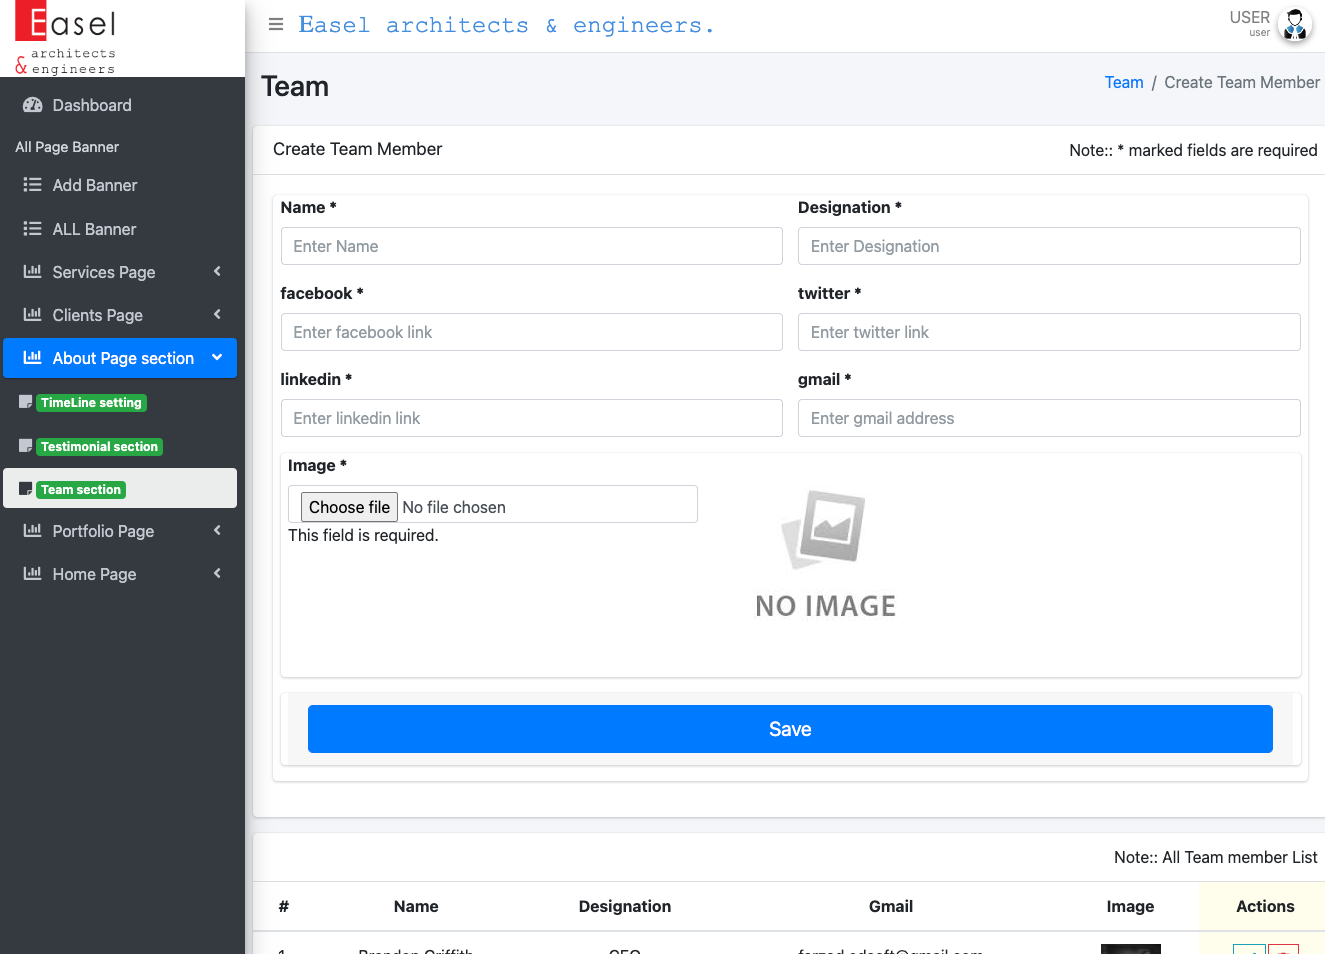 Easel
architects
& engineers
Easel architects & engineers.
USER
user
Dashboard
All Page Banner
Add Banner
ALL Banner
Services Page
Clients Page
About Page section
TimeLine setting
Testimonial section
Team section
Portfolio Page
Home Page
Team
Team / Create Team Member
Create Team Member
Note:: * marked fields are required
Name *
Designation *
Enter Name
Enter Designation
facebook *
twitter *
Enter facebook link
Enter twitter link
linkedin *
gmail *
Enter linkedin link
Enter gmail address
Image *
Choose file No file chosen
This field is required.
NO IMAGE
Save
Note:: All Team member List
# Name Designation Gmail Image Actions